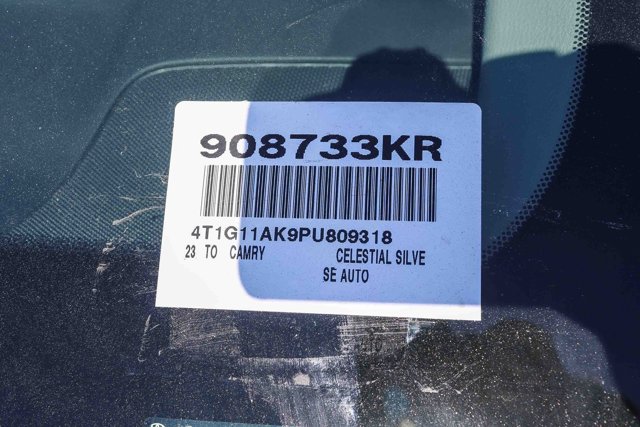 908733KR
4T1G11AK9PU809318
23 TO CAMRY CELESTIAL SILVE
SE AUTO